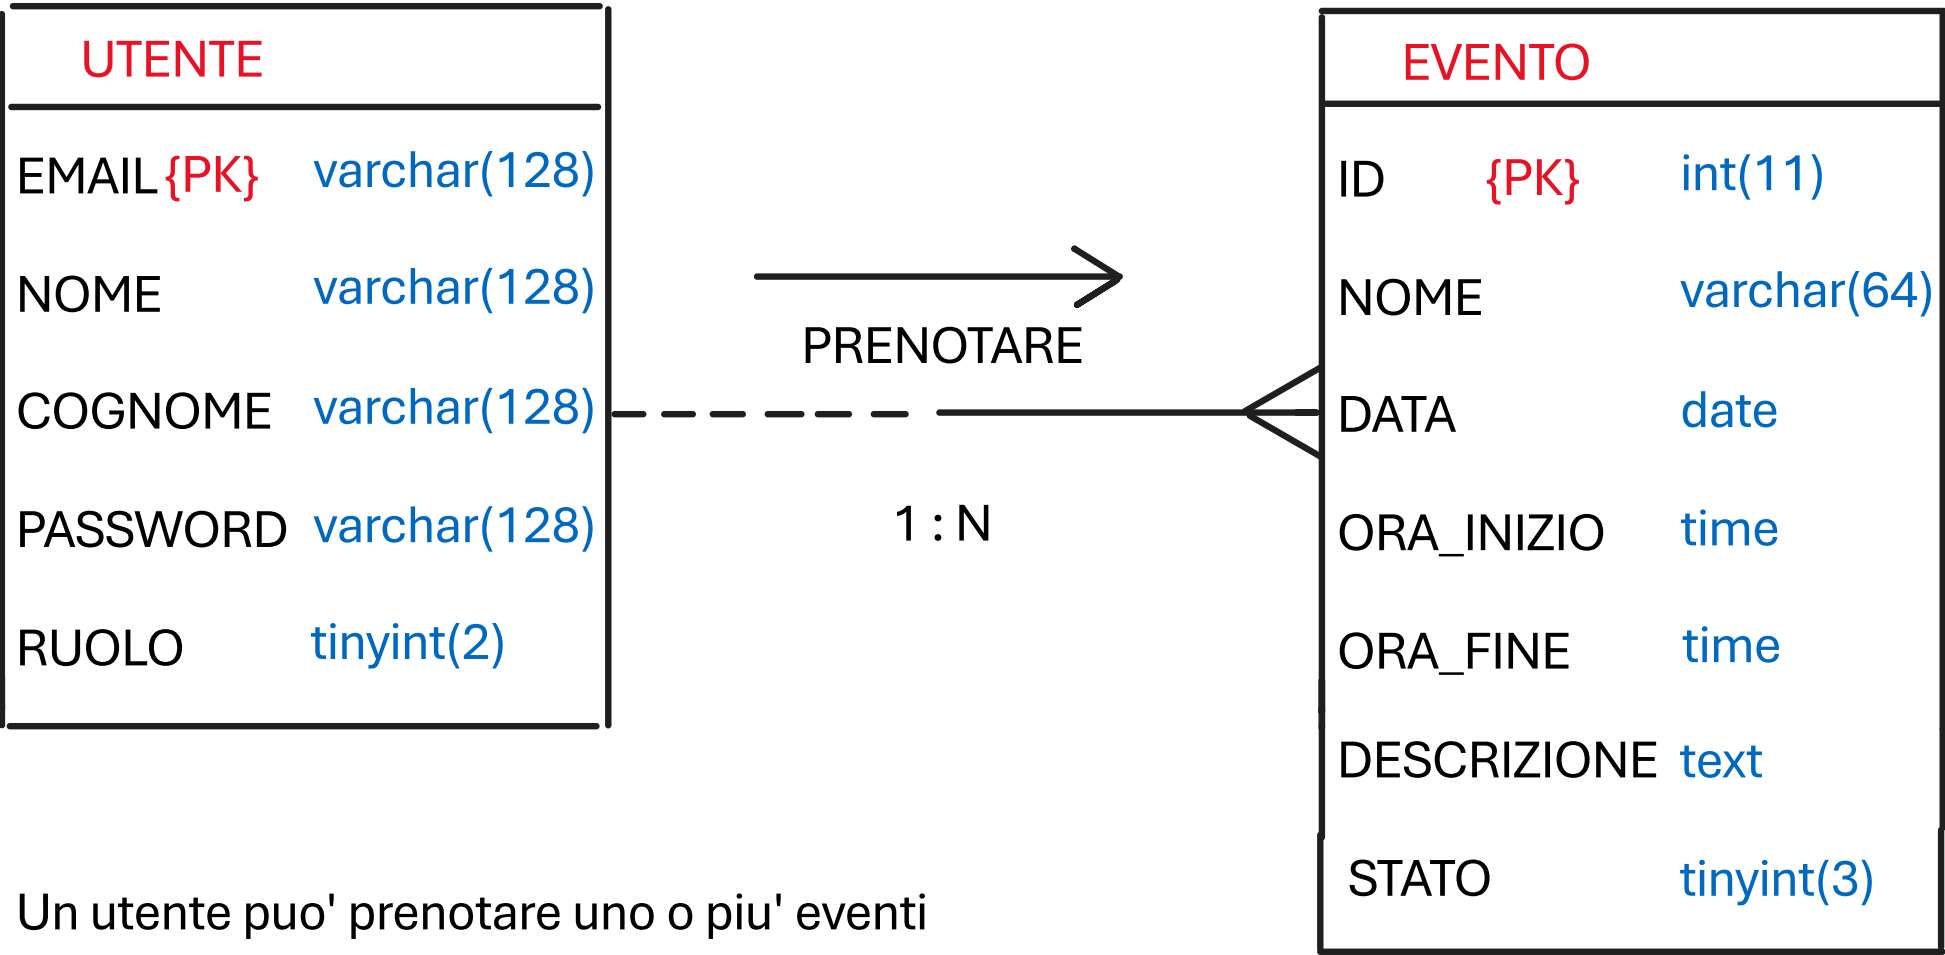 UTENTE
EMAIL {PK} varchar(128)
NOME varchar(128)
COGNOME varchar(128)
PASSWORD varchar(128)
RUOLO tinyint(2)
PRENOTARE
1 : N
EVENTO
ID {PK} int(11)
NOME varchar(64)
DATA date
ORA_INIZIO time
ORA_FINE time
DESCRIZIONE text
STATO tinyint(3)
Un utente puo' prenotare uno o piu' eventi